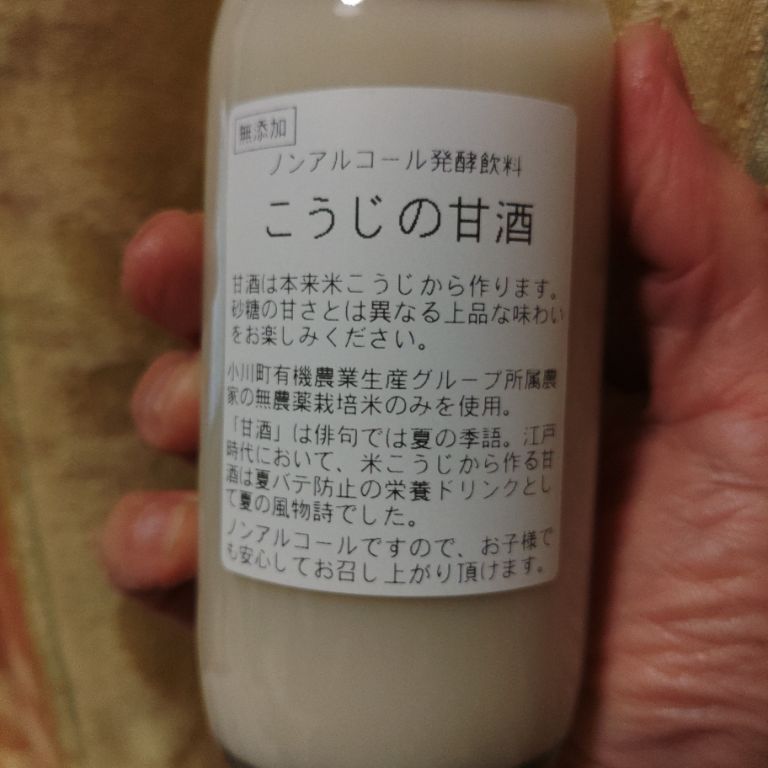 無添加
ノンアルコール発酵飲料
こうじの甘酒
甘酒は本来米こうじから作ります。
砂糖の甘さとは異なる上品な味わい
をお楽しみください。
小川町有機農業生産グループ所属農
家の無農薬栽培米のみを使用。
「甘酒」は俳句では夏の季語。江戸
時代において、米こうじから作る甘
酒は夏バテ防止の栄養ドリンクとし
て夏の風物詩でした。
ノンアルコールですので、お子様で
も安心してお召し上がり頂けます。